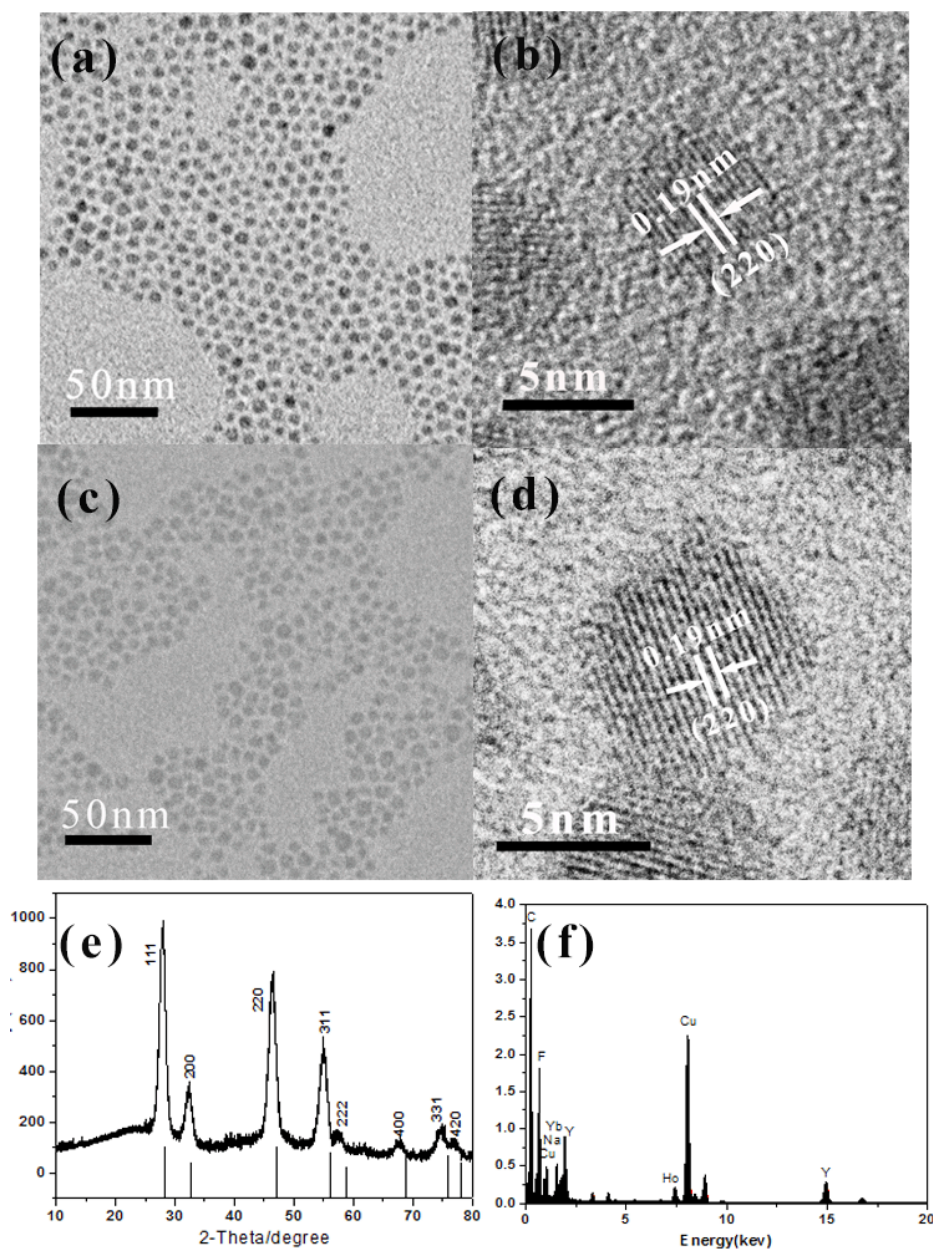 (a)
(b)
0.19nm
(220)
50nm
5nm
(c)
(d)
0.19nm
(220)
50nm
5nm
(e)
1000
800
600
400
200
0
111
200
220
311
222
400
331
420
10 20 30 40 50 60 70 80
2-Theta/degree
(f)
4.0
3.5
3.0
2.5
2.0
1.5
1.0
0.5
0.0
C
F
Yb
Na
Cu
Y
Ho
Cu
Y
0 5 10 15 20
Energy(kev)